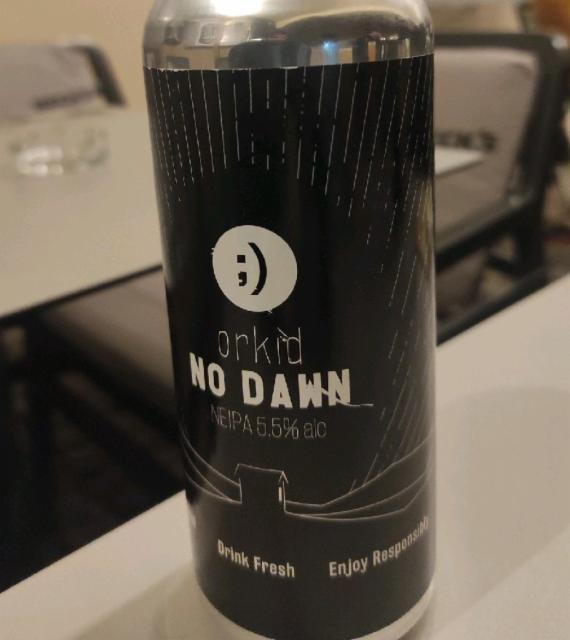 ;)
orkid
NO DAWN
NEIPA 5.5% alc
Drink Fresh
Enjoy Responsibly